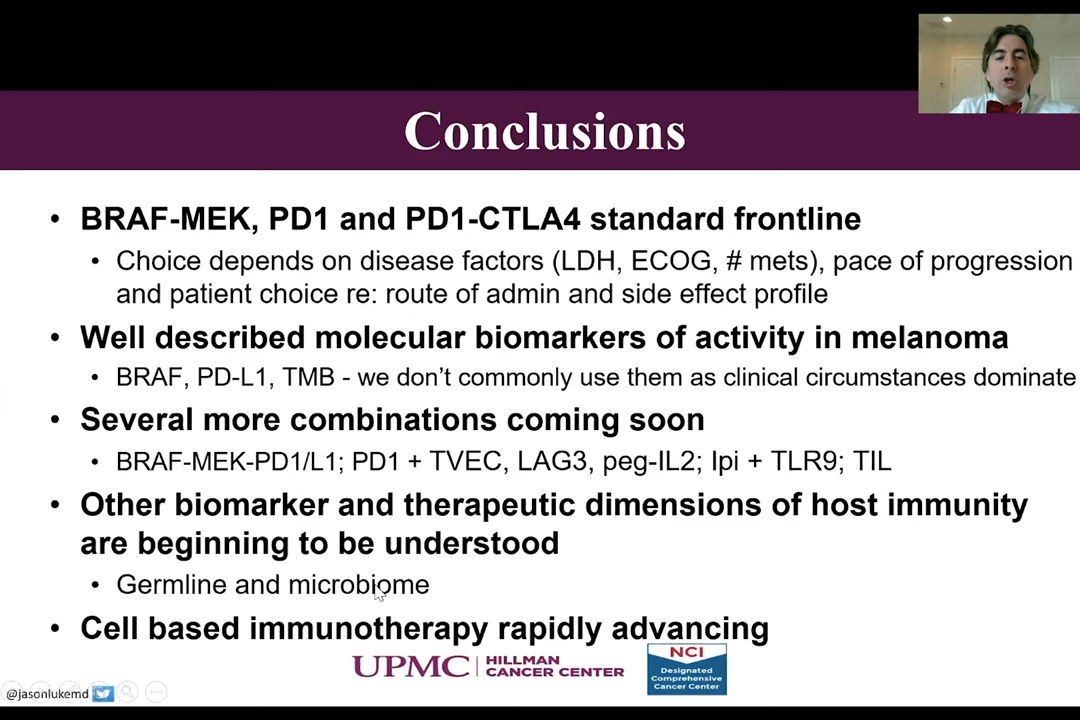 Conclusions
• BRAF-MEK, PD1 and PD1-CTLA4 standard frontline
• Choice depends on disease factors (LDH, ECOG, # mets), pace of progression
and patient choice re: route of admin and side effect profile
• Well described molecular biomarkers of activity in melanoma
• BRAF, PD-L1, TMB - we don't commonly use them as clinical circumstances dominate
• Several more combinations coming soon
• BRAF-MEK-PD1/L1; PD1 + TVEC, LAG3, peg-IL2; Ipi + TLR9; TIL
• Other biomarker and therapeutic dimensions of host immunity
are beginning to be understood
• Germline and microbiome
• Cell based immunotherapy rapidly advancing
UPMC | HILLMAN
CANCER CENTER
NCI
Designated
Comprehensive
Cancer Center
@jasonlukemd